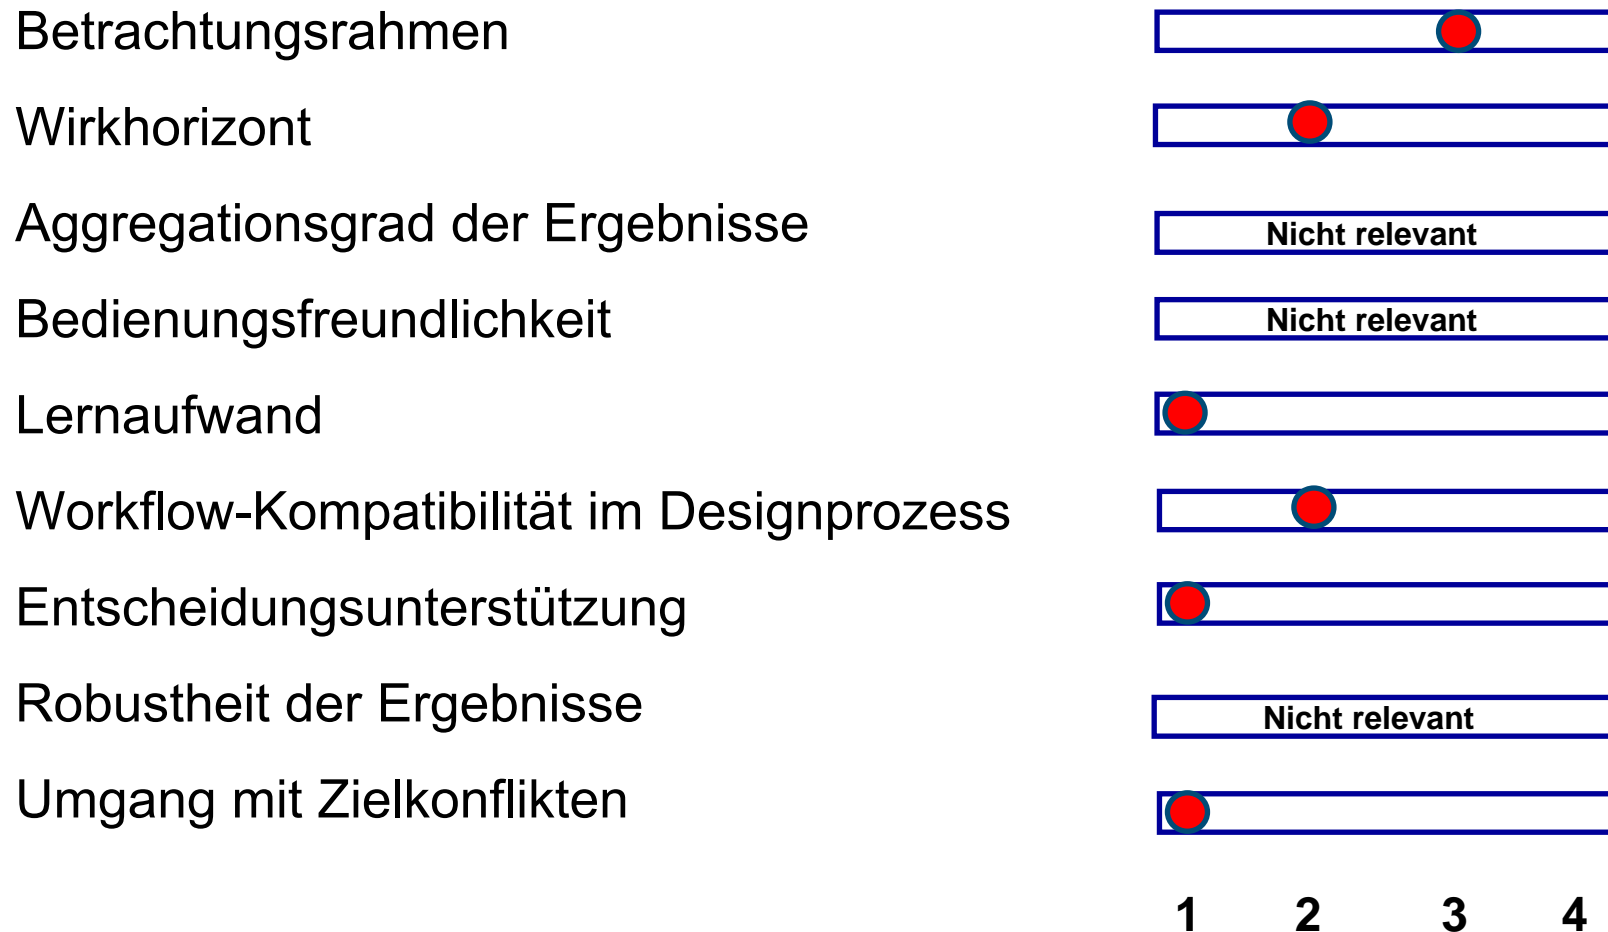 Betrachtungsrahmen
Wirkhorizont
Aggregationsgrad der Ergebnisse
Nicht relevant
Bedienungsfreundlichkeit
Nicht relevant
Lernaufwand
Workflow-Kompatibilität im Designprozess
Entscheidungsunterstützung
Robustheit der Ergebnisse
Nicht relevant
Umgang mit Zielkonflikten
1 2 3 4